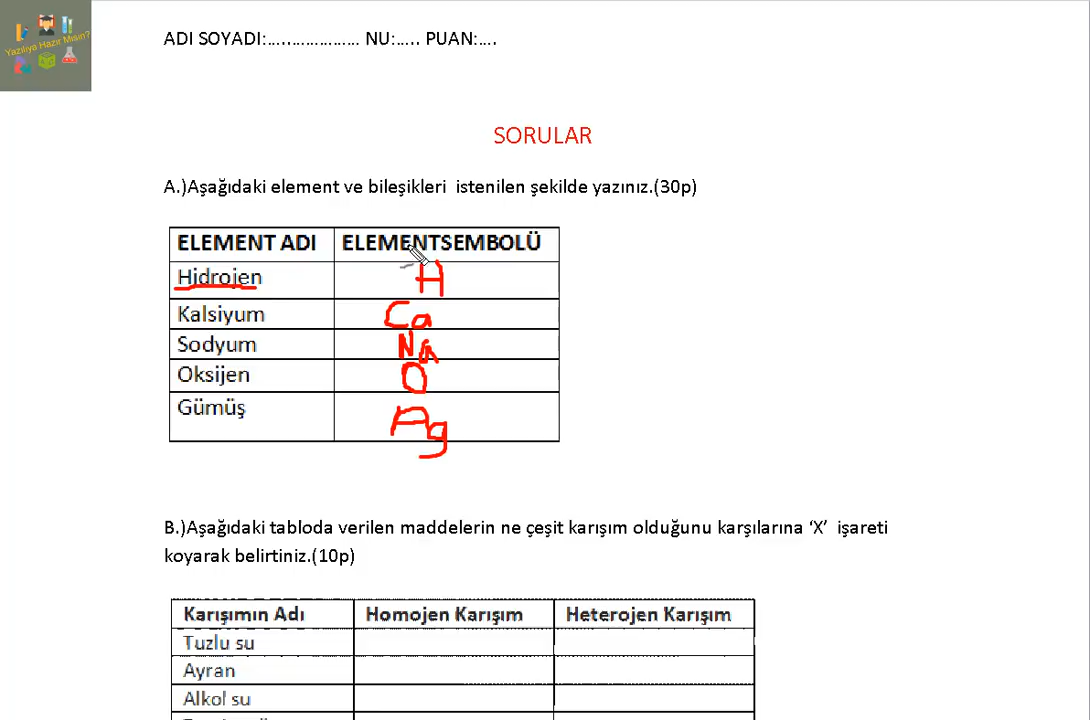 Yazılıya Hazır Mısın?
ADI SOYADI:..................... NU:..... PUAN:....
SORULAR
A.)Aşağıdaki element ve bileşikleri istenilen şekilde yazınız.(30p)
ELEMENT ADI ELEMENTSEMBOLÜ
Hidrojen H
Kalsiyum Ca
Sodyum Na
Oksijen O
Gümüş Ag
B.)Aşağıdaki tabloda verilen maddelerin ne çeşit karışım olduğunu karşılarına ‘X’ işareti
koyarak belirtiniz.(10p)
Karışımın Adı Homojen Karışım Heterojen Karışım
Tuzlu su
Ayran
Alkol su